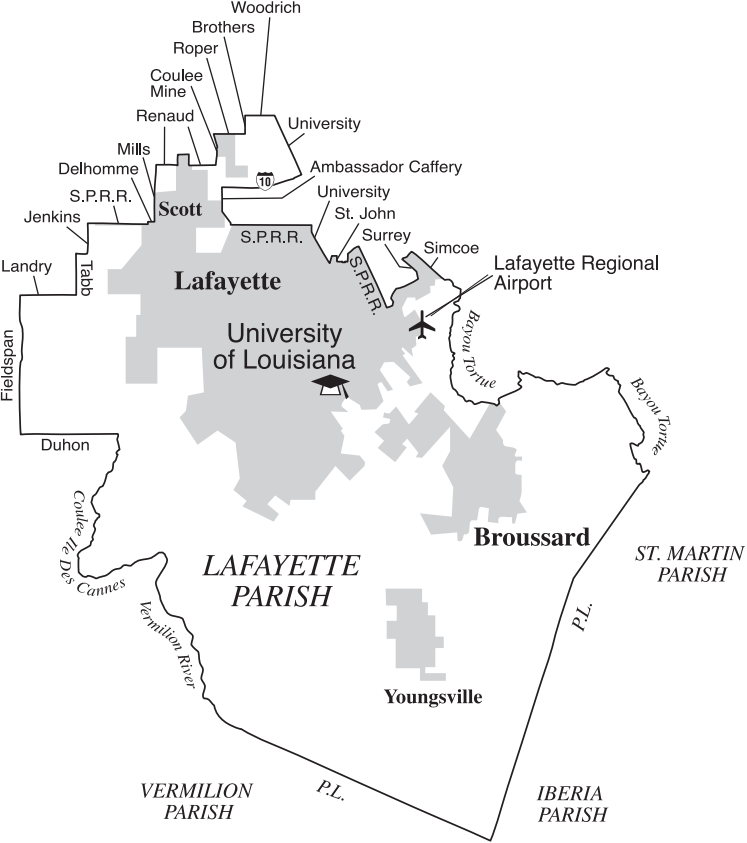 Woodrich
Brothers
Roper
Coulee
Mine
Renaud
University
Mills
Delhomme
Ambassador Caffery
10
S.P.R.R.
Scott
University
Jenkins
St. John
S.P.R.R.
Surrey
Simcoe
Landry
Tabb
Lafayette
S.P.R.R.
Lafayette Regional
Airport
University
of Louisiana
Bayou Tortue
Fieldspan
Bayou Tortue
Duhon
Coulee Ile
Des Cannes
Broussard
LAFAYETTE
PARISH
ST. MARTIN
PARISH
Vermilion River
P.L.
Youngsville
VERMILION
PARISH
P.L.
IBERIA
PARISH